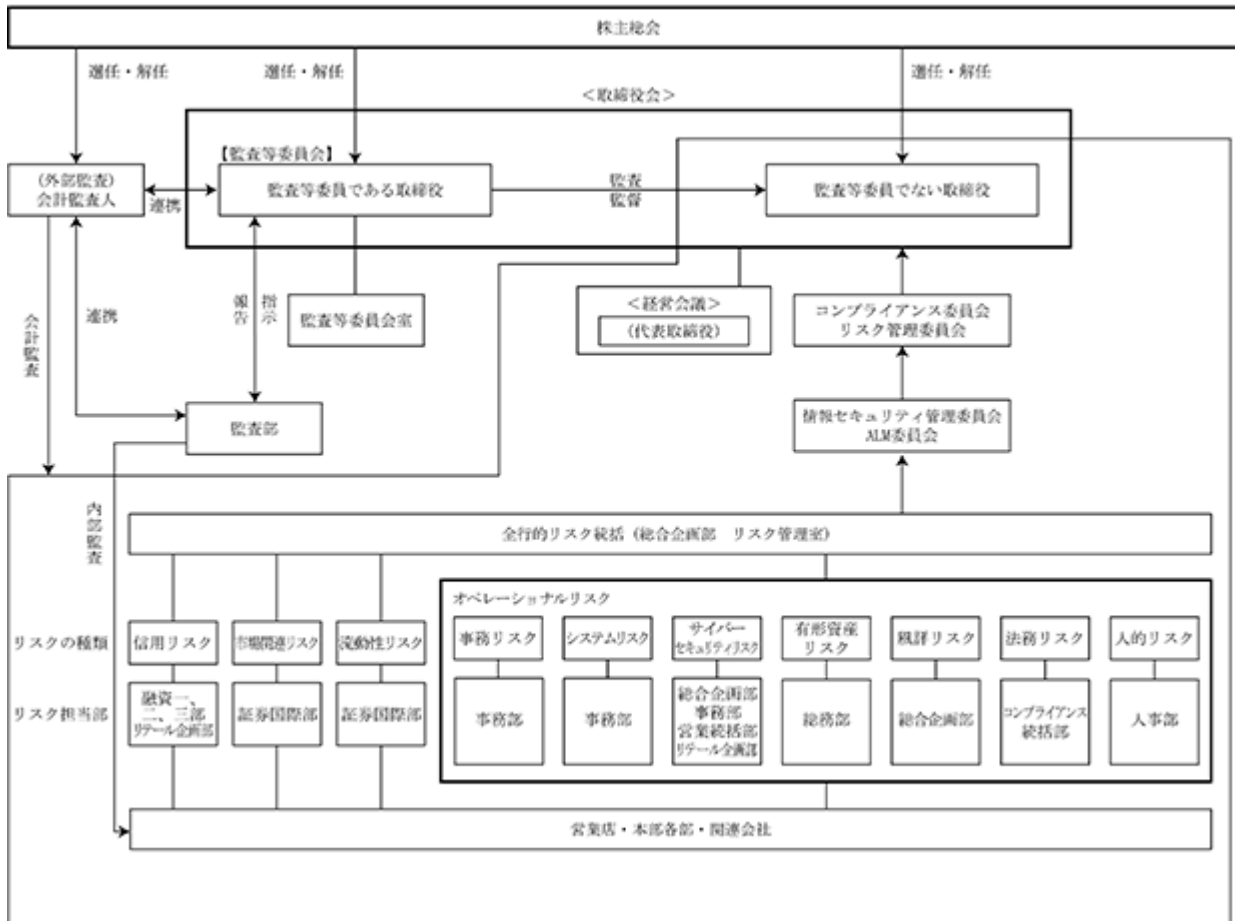 株主総会
選任・解任
選任・解任
選任・解任
＜取締役会＞
【監査等委員会】
(外部監査)
会計監査人
連携
監査等委員である取締役
監査
監督
監査等委員でない取締役
会計監査
連携
報告
指示
監査等委員会室
＜経営会議＞
(代表取締役)
コンプライアンス委員会
リスク管理委員会
監査部
情報セキュリティ管理委員会
ALM委員会
内部監査
全行的リスク統括（総合企画部　リスク管理室）
オペレーショナルリスク
リスクの種類
信用リスク
市場関連リスク
流動性リスク
事務リスク
システムリスク
サイバー
セキュリティリスク
有形資産
リスク
風評リスク
法務リスク
人的リスク
リスク担当部
融資一、
二、三部
リテール企画部
証券国際部
証券国際部
事務部
事務部
総合企画部
事務部
営業統括部
リテール企画部
総務部
総合企画部
コンプライアンス
統括部
人事部
営業店・本部各部・関連会社